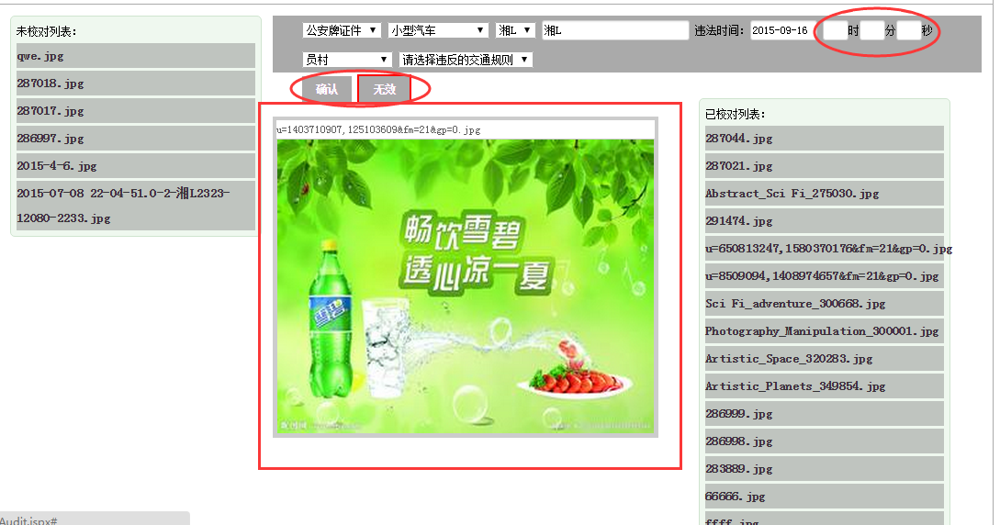 未校对列表:
qwe.jpg
287018.jpg
287017.jpg
286997.jpg
2015-4-6.jpg
2015-07-08 22-04-51.0-2-湘L2323-
12080-2233.jpg
公安牌证件 小型汽车 湘L 湘L 违法时间: 2015-09-16 时 分 秒
员村 请选择违反的交通规则
确认 无效
u=1403710907,125103609&fm=21&gp=0.jpg
畅饮雪碧
透心凉一夏
雪碧
已校对列表:
287044.jpg
287021.jpg
Abstract_Sci Fi_275030.jpg
291474.jpg
u=650813247,1580370176&fm=21&gp=0.jpg
u=8509094,1408974657&fm=21&gp=0.jpg
Sci Fi_adventure_300668.jpg
Photography_Manipulation_300001.jpg
Artistic_Space_320283.jpg
Artistic_Planets_349854.jpg
286999.jpg
286998.jpg
283889.jpg
66666.jpg
ffff.jpg
Audit.jspx#